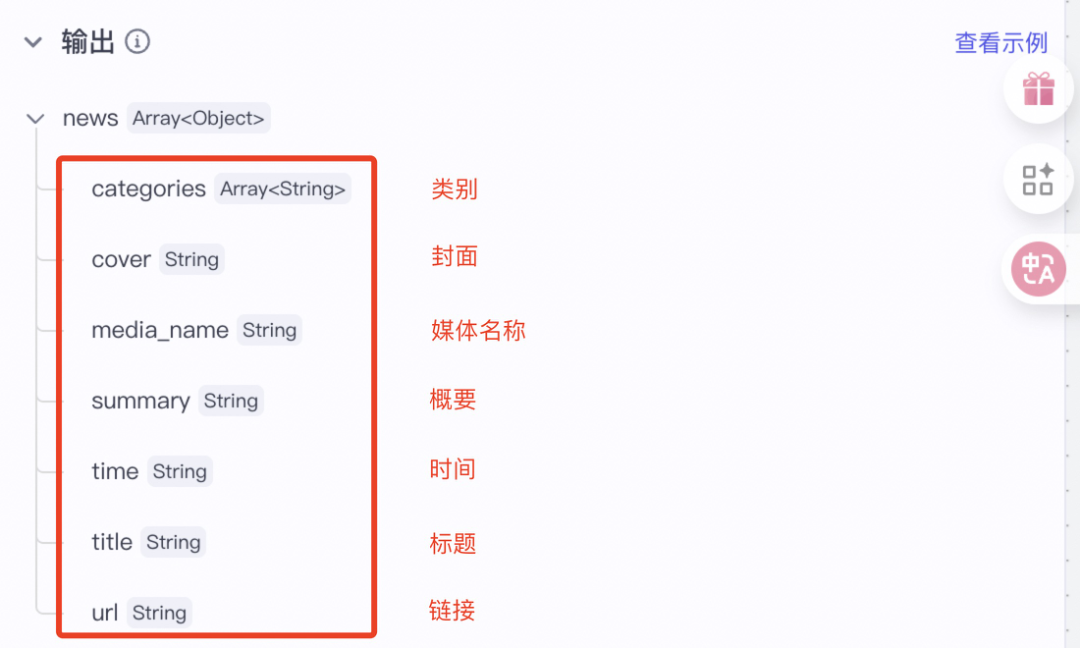 输出 查看示例
news Array<Object>
categories Array<String> 类别
cover String 封面
media_name String 媒体名称
summary String 概要
time String 时间
title String 标题
url String 链接
中A